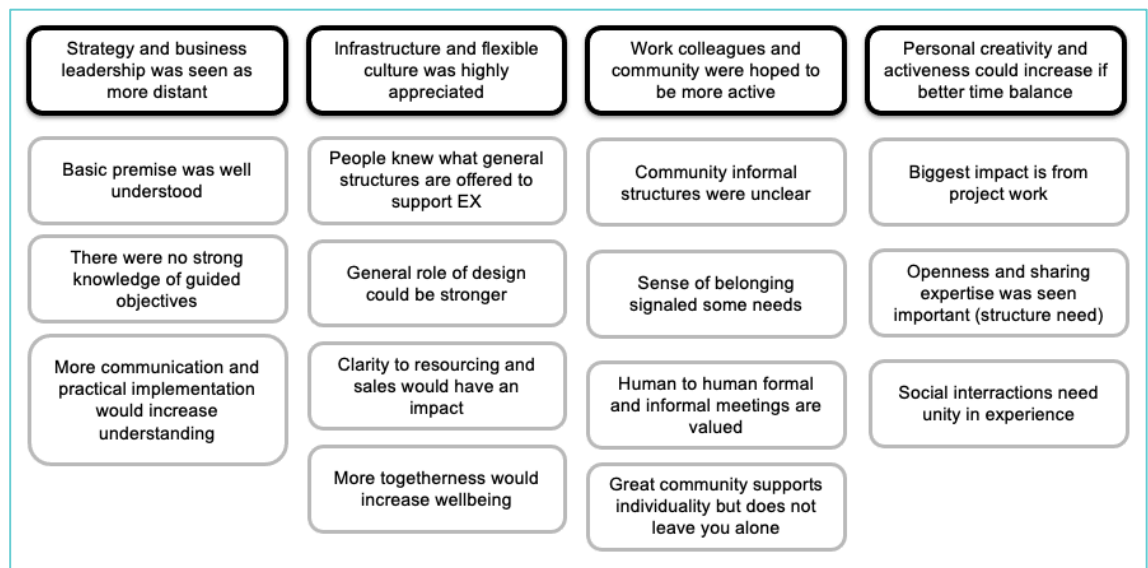 Strategy and business
leadership was seen as
more distant
Basic premise was well
understood
There were no strong
knowledge of guided
objectives
More communication and
practical implementation
would increase
understanding
Infrastructure and flexible
culture was highly
appreciated
People knew what general
structures are offered to
support EX
General role of design
could be stronger
Clarity to resourcing and
sales would have an
impact
More togetherness would
increase wellbeing
Work colleagues and
community were hoped to
be more active
Community informal
structures were unclear
Sense of belonging
signaled some needs
Human to human formal
and informal meetings are
valued
Great community supports
individuality but does not
leave you alone
Personal creativity and
activeness could increase if
better time balance
Biggest impact is from
project work
Openness and sharing
expertise was seen
important (structure need)
Social interractions need
unity in experience